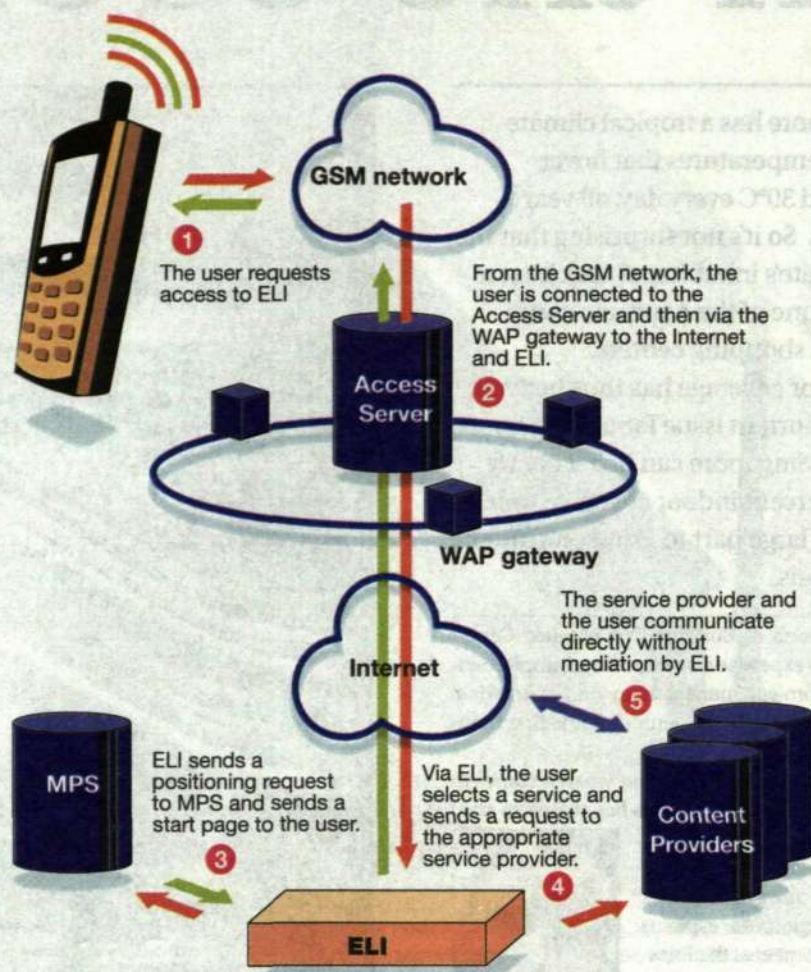 GSM network
1
The user requests
access to ELI
From the GSM network, the
user is connected to the
Access Server and then via the
WAP gateway to the Internet
and ELI.
2
Access
Server
WAP gateway
Internet
The service provider and
the user communicate
directly without
mediation by ELI.
5
MPS
ELI sends a
positioning request
to MPS and sends a
start page to the user.
3
Via ELI, the user
selects a service and
sends a request to
the appropriate
service provider.
4
Content
Providers
ELI